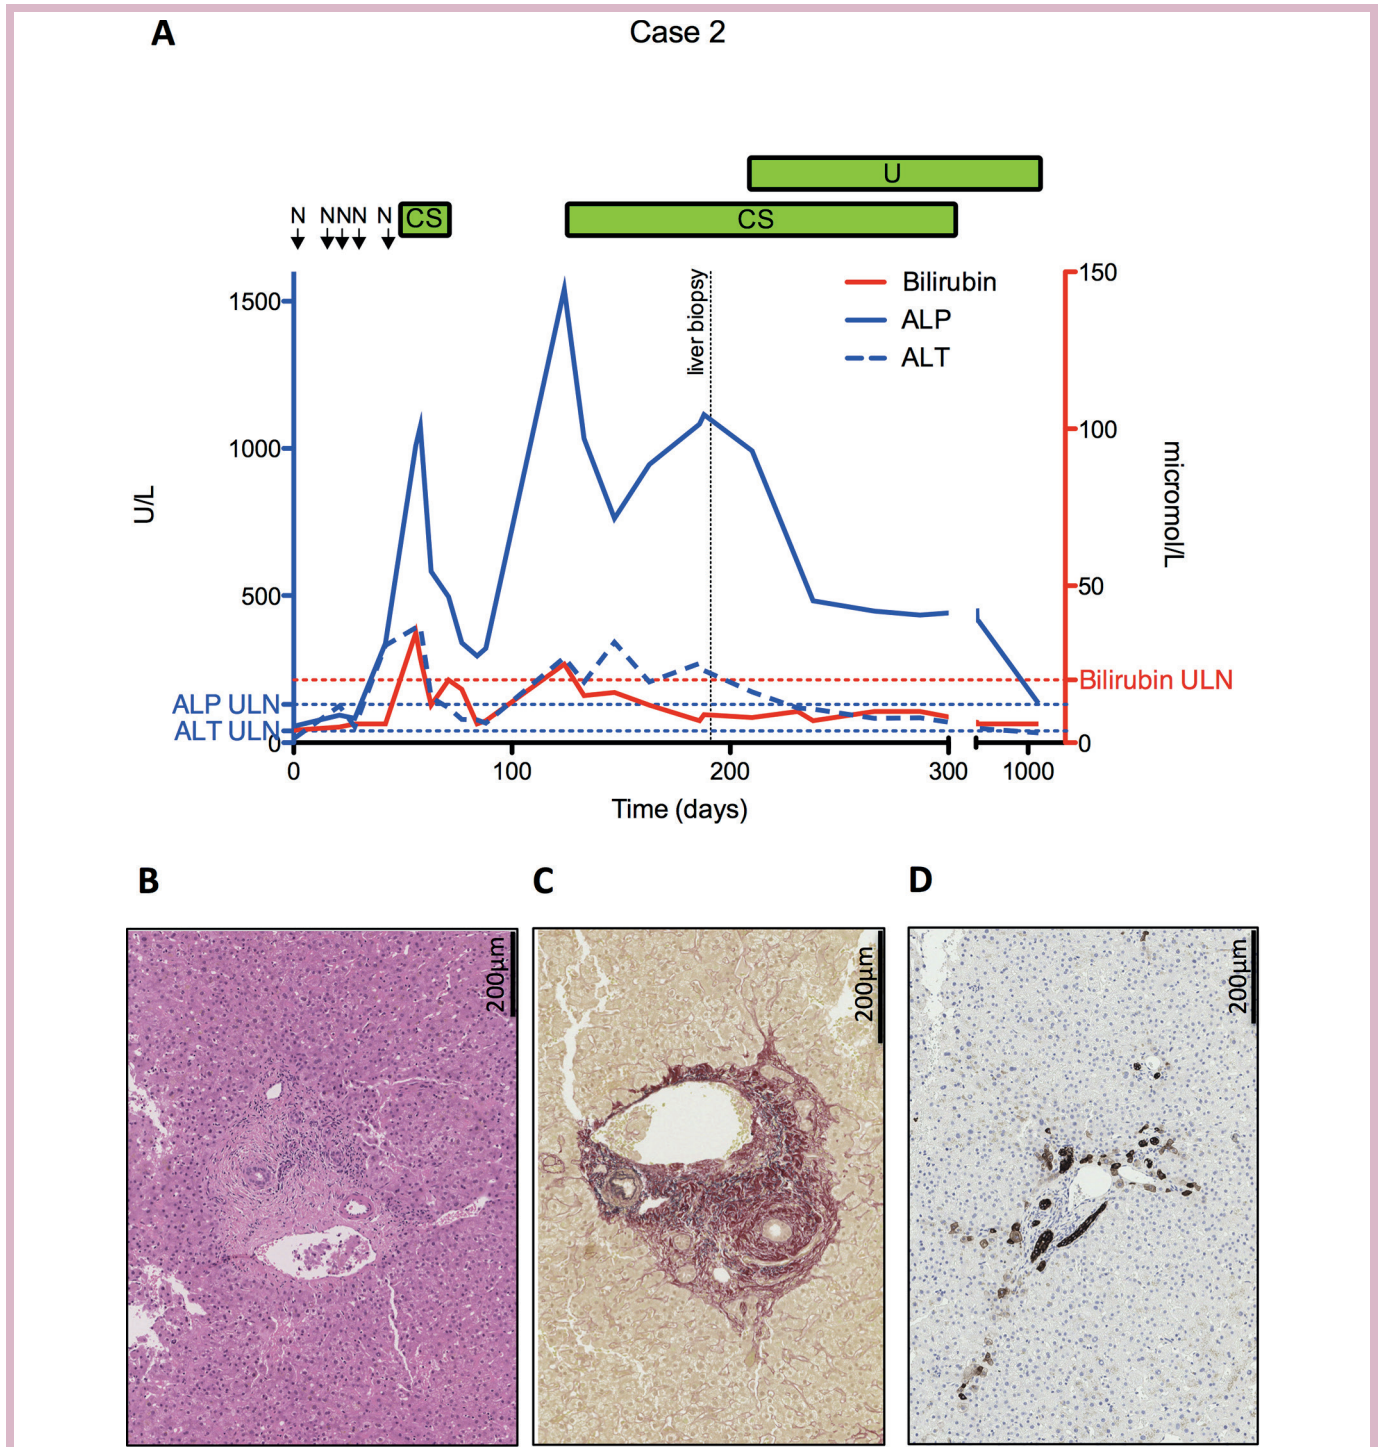 A
Case 2
U
N N N N N CS CS
liver biopsy
Bilirubin
ALP
ALT
1500
1000
500
0
U/L
ALP ULN
ALT ULN
150
100
50
0
micromol/L
Bilirubin ULN
0 100 200 300 1000
Time (days)
B
C
D
200µm
200µm
200µm